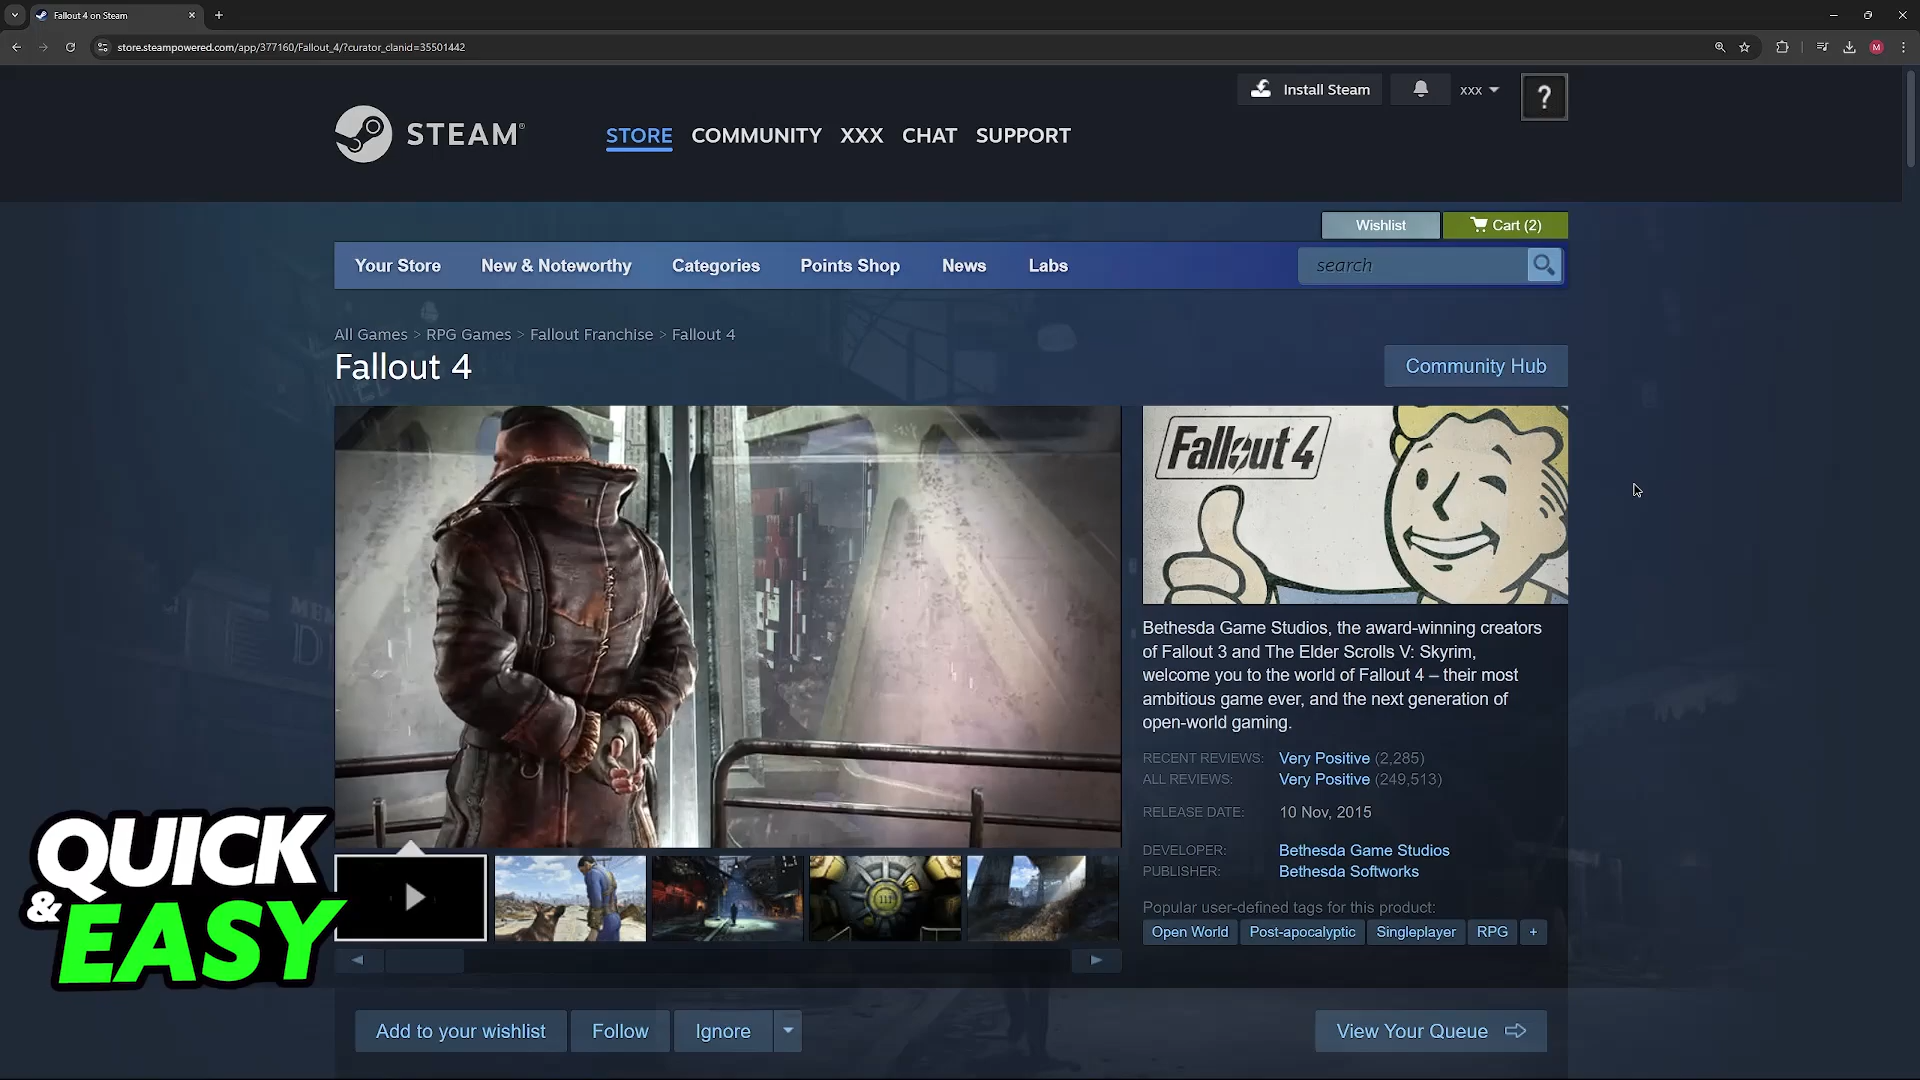 Fallout 4 on Steam
store.steampowered.com/app/377160/Fallout_4/?curator_clanid=35501442
M
Install Steam
xxx
?
STEAM®
STORE COMMUNITY XXX CHAT SUPPORT
Wishlist
Cart (2)
Your Store New & Noteworthy Categories Points Shop News Labs
search
All Games > RPG Games > Fallout Franchise > Fallout 4
Fallout 4
Community Hub
Fallout 4
Bethesda Game Studios, the award-winning creators
of Fallout 3 and The Elder Scrolls V: Skyrim,
welcome you to the world of Fallout 4 – their most
ambitious game ever, and the next generation of
open-world gaming.
RECENT REVIEWS: Very Positive (2,285)
ALL REVIEWS: Very Positive (249,513)
RELEASE DATE: 10 Nov, 2015
DEVELOPER: Bethesda Game Studios
PUBLISHER: Bethesda Softworks
Popular user-defined tags for this product:
Open World Post-apocalyptic Singleplayer RPG +
111
QUICK
& EASY
Add to your wishlist Follow Ignore
View Your Queue